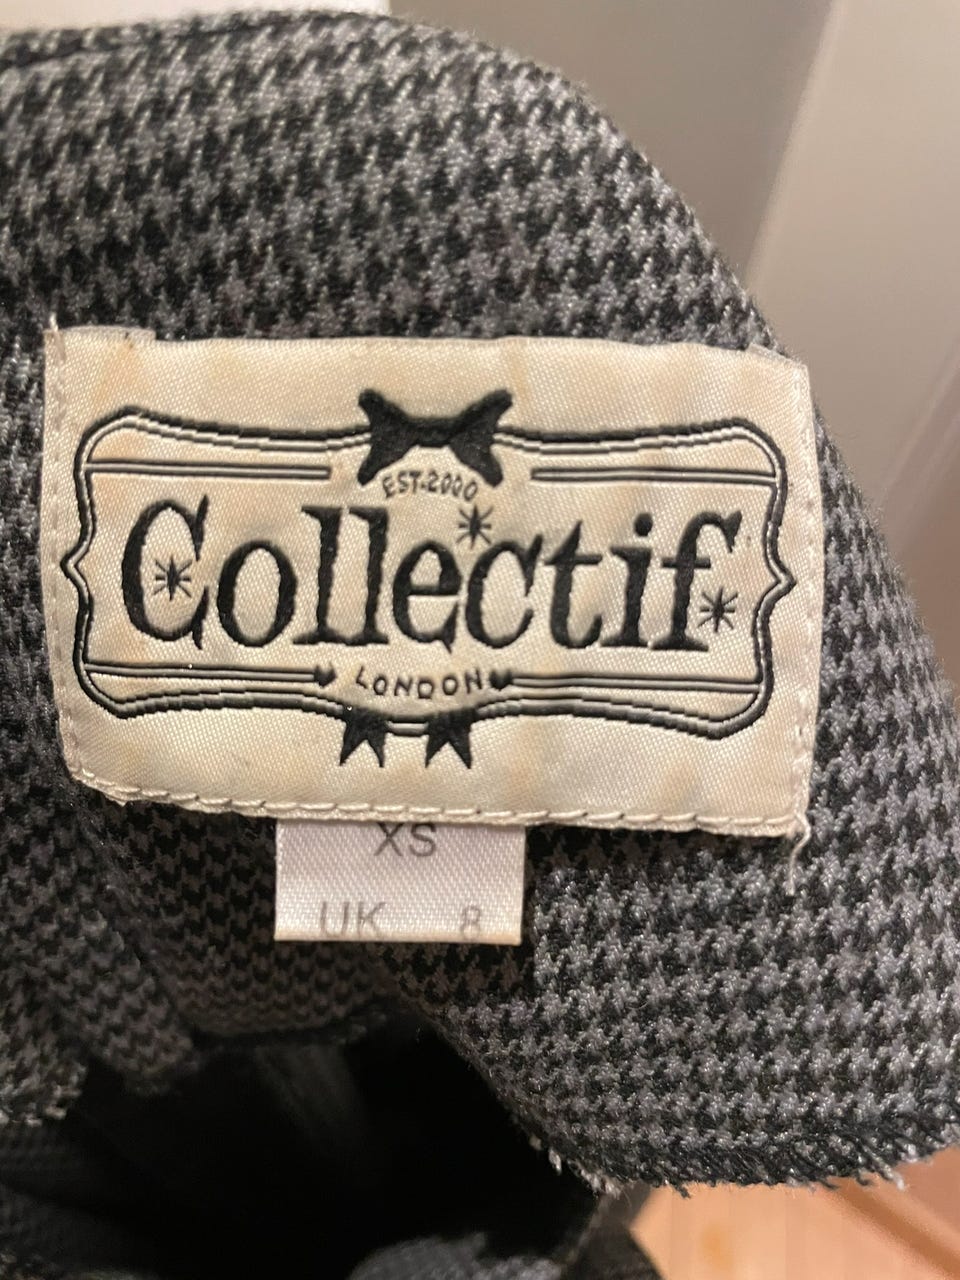 EST.2000
Collectif
LONDON
XS
UK 8